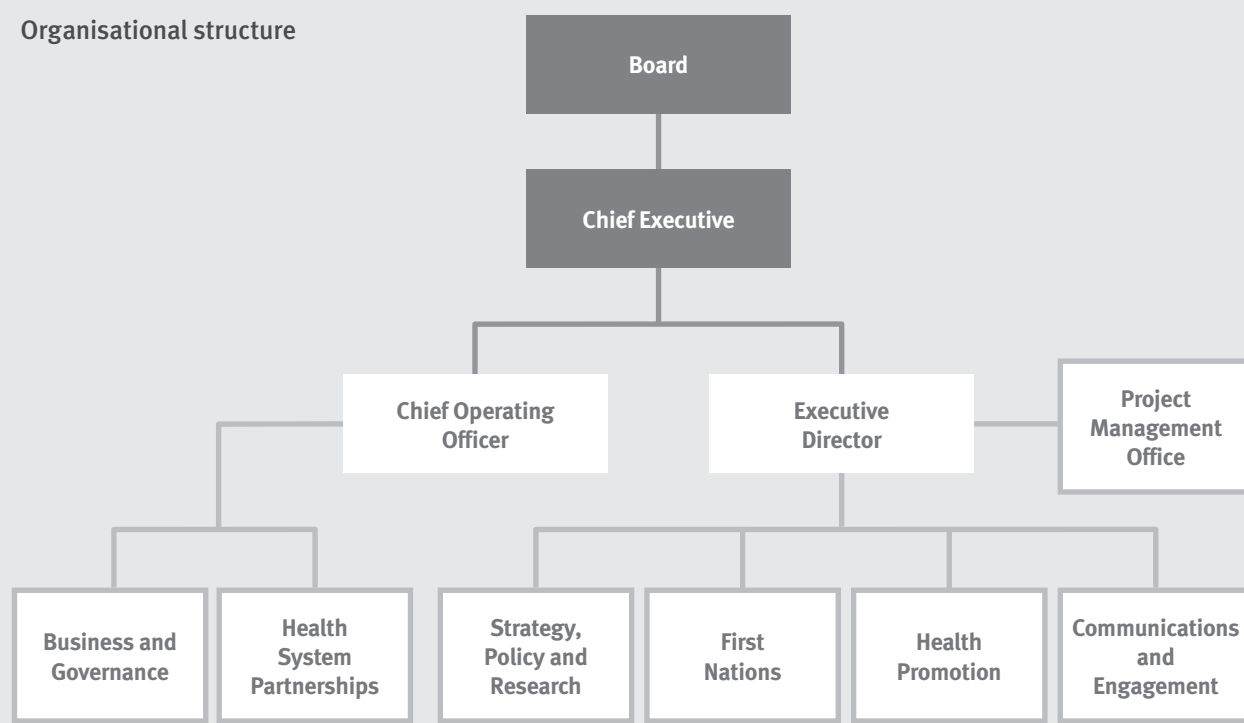 Organisational structure
Board
Chief Executive
Chief Operating
Officer
Executive
Director
Project
Management
Office
Business and
Governance
Health
System
Partnerships
Strategy,
Policy and
Research
First
Nations
Health
Promotion
Communications
and
Engagement